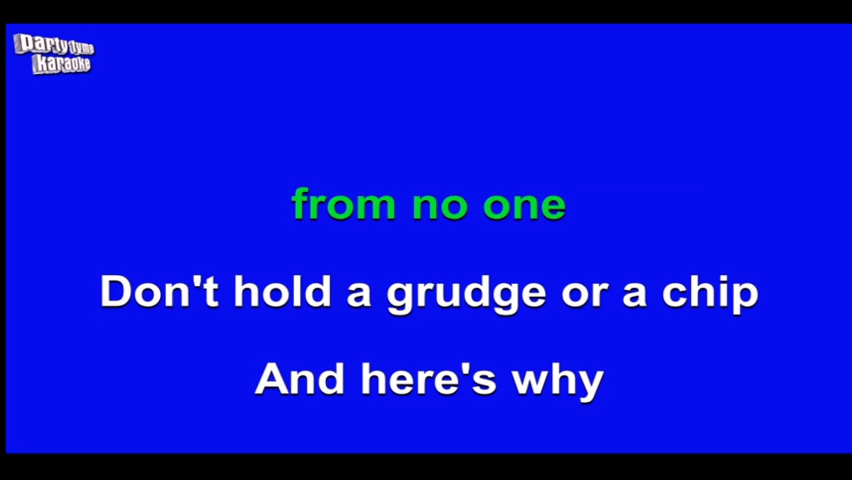 party tyme
karaoke
from no one
Don't hold a grudge or a chip
And here's why